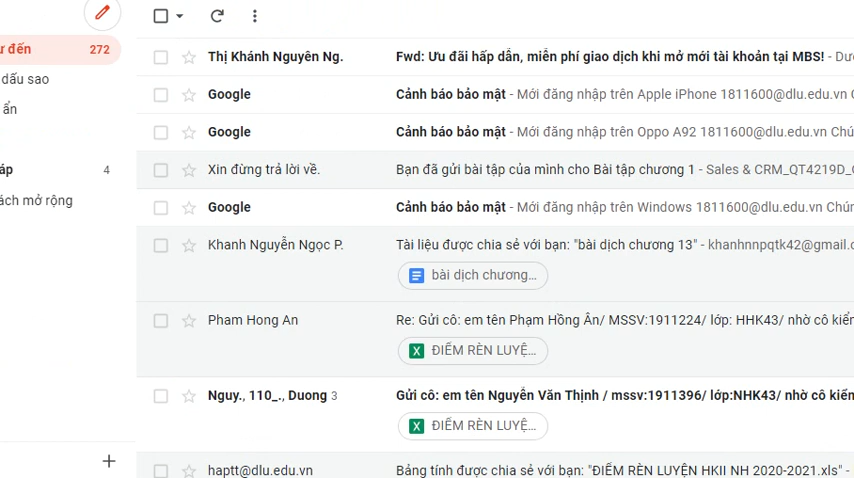 ư đến 272
dấu sao
ẩn
áp 4
ách mở rộng
Thị Khánh Nguyên Ng. Fwd: Ưu đãi hấp dẫn, miễn phí giao dịch khi mở mới tài khoản tại MBS! - Dư
Google Cảnh báo bảo mật - Mới đăng nhập trên Apple iPhone 1811600@dlu.edu.vn C
Google Cảnh báo bảo mật - Mới đăng nhập trên Oppo A92 1811600@dlu.edu.vn Chú
Xin đừng trả lời về. Bạn đã gửi bài tập của mình cho Bài tập chương 1 - Sales & CRM_QT4219D_
Google Cảnh báo bảo mật - Mới đăng nhập trên Windows 1811600@dlu.edu.vn Chún
Khanh Nguyễn Ngọc P. Tài liệu được chia sẻ với bạn: "bài dịch chương 13" - khanhnnpqtk42@gmail.c
bài dịch chương...
Pham Hong An Re: Gửi cô: em tên Phạm Hồng Ân/ MSSV:1911224/ lớp: HHK43/ nhờ cô kiển
ĐIỂM RÈN LUYỆ...
Nguy., 110_., Duong 3 Gửi cô: em tên Nguyễn Văn Thịnh / mssv:1911396/ lớp:NHK43/ nhờ cô kiển
ĐIỂM RÈN LUYỆ...
haptt@dlu.edu.vn Bảng tính được chia sẻ với bạn: "ĐIỂM RÈN LUYỆN HKII NH 2020-2021.xls" -